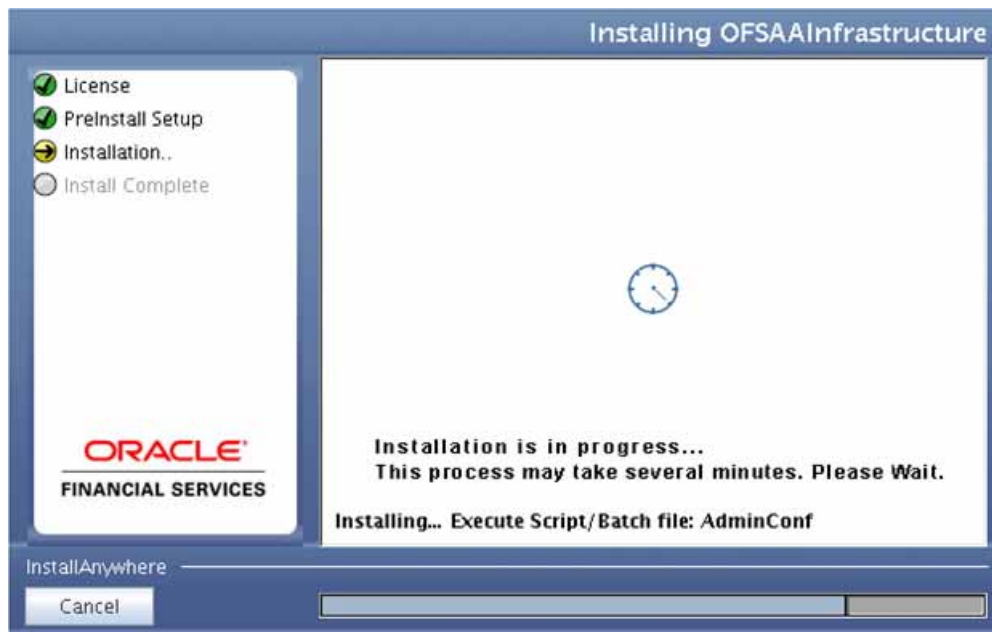 Installing OFSAAInfrastructure
License
PreInstall Setup
Installation..
Install Complete
ORACLE®
FINANCIAL SERVICES
Installation is in progress...
This process may take several minutes. Please Wait.
Installing... Execute Script/Batch file: AdminConf
InstallAnywhere
Cancel